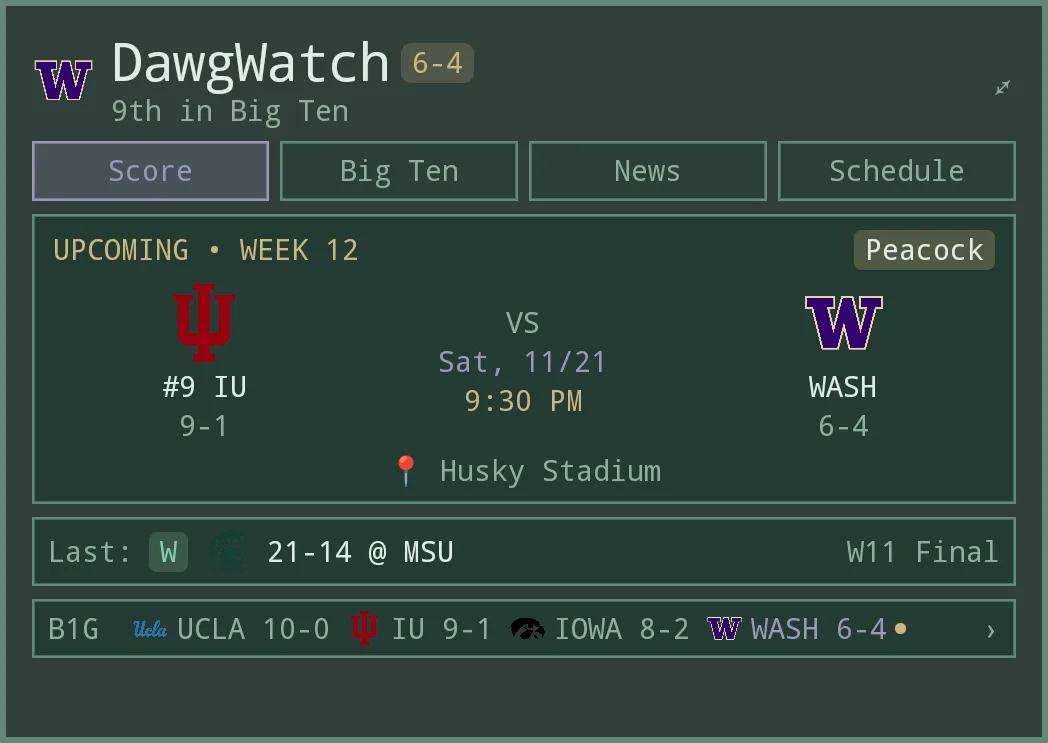 W DawgWatch 6-4
9th in Big Ten
Score Big Ten News Schedule
UPCOMING • WEEK 12 Peacock
VS
Sat, 11/21
9:30 PM
#9 IU
9-1
W
WASH
6-4
📍 Husky Stadium
Last: W 21-14 @ MSU W11 Final
B1G Ucla UCLA 10-0 IU 9-1 IOWA 8-2 W WASH 6-4 • ›